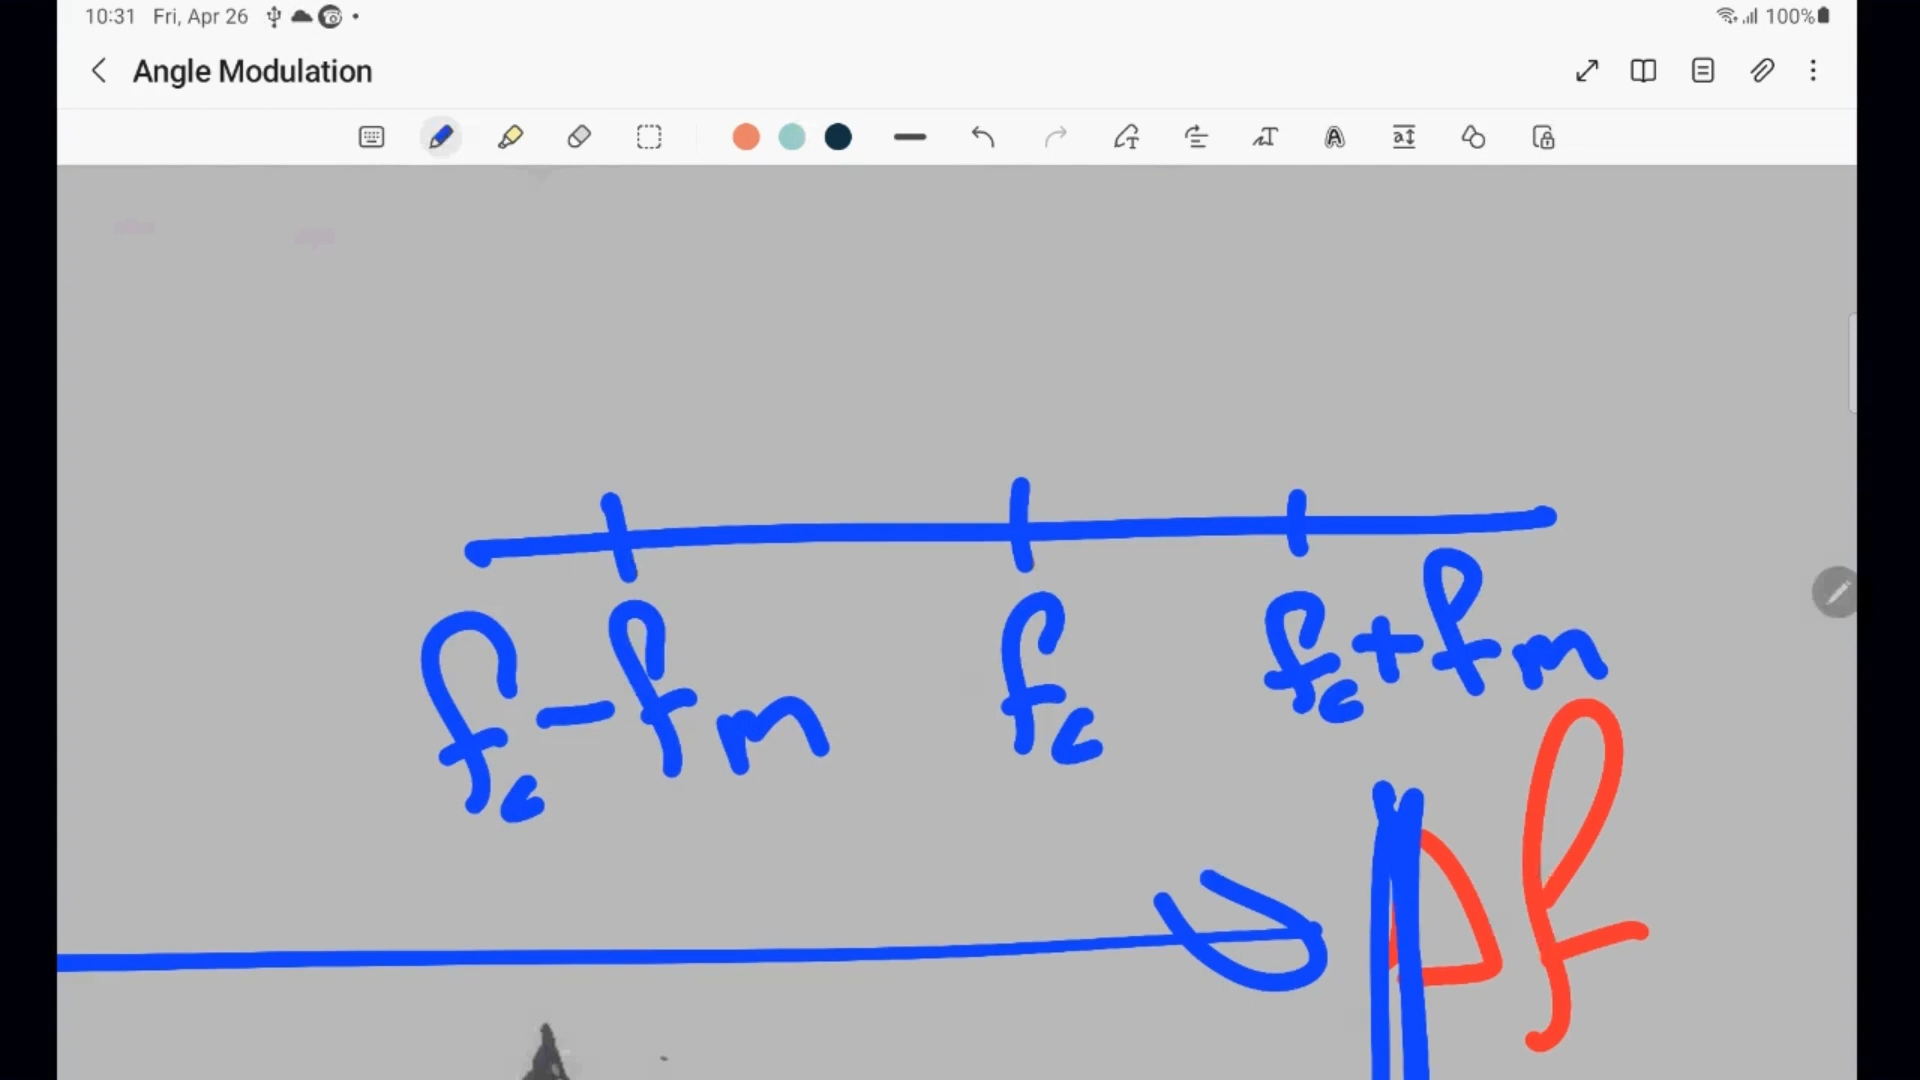 10:31 Fri, Apr 26 100%
Angle Modulation
fc-fm fc fc+fm
Δf